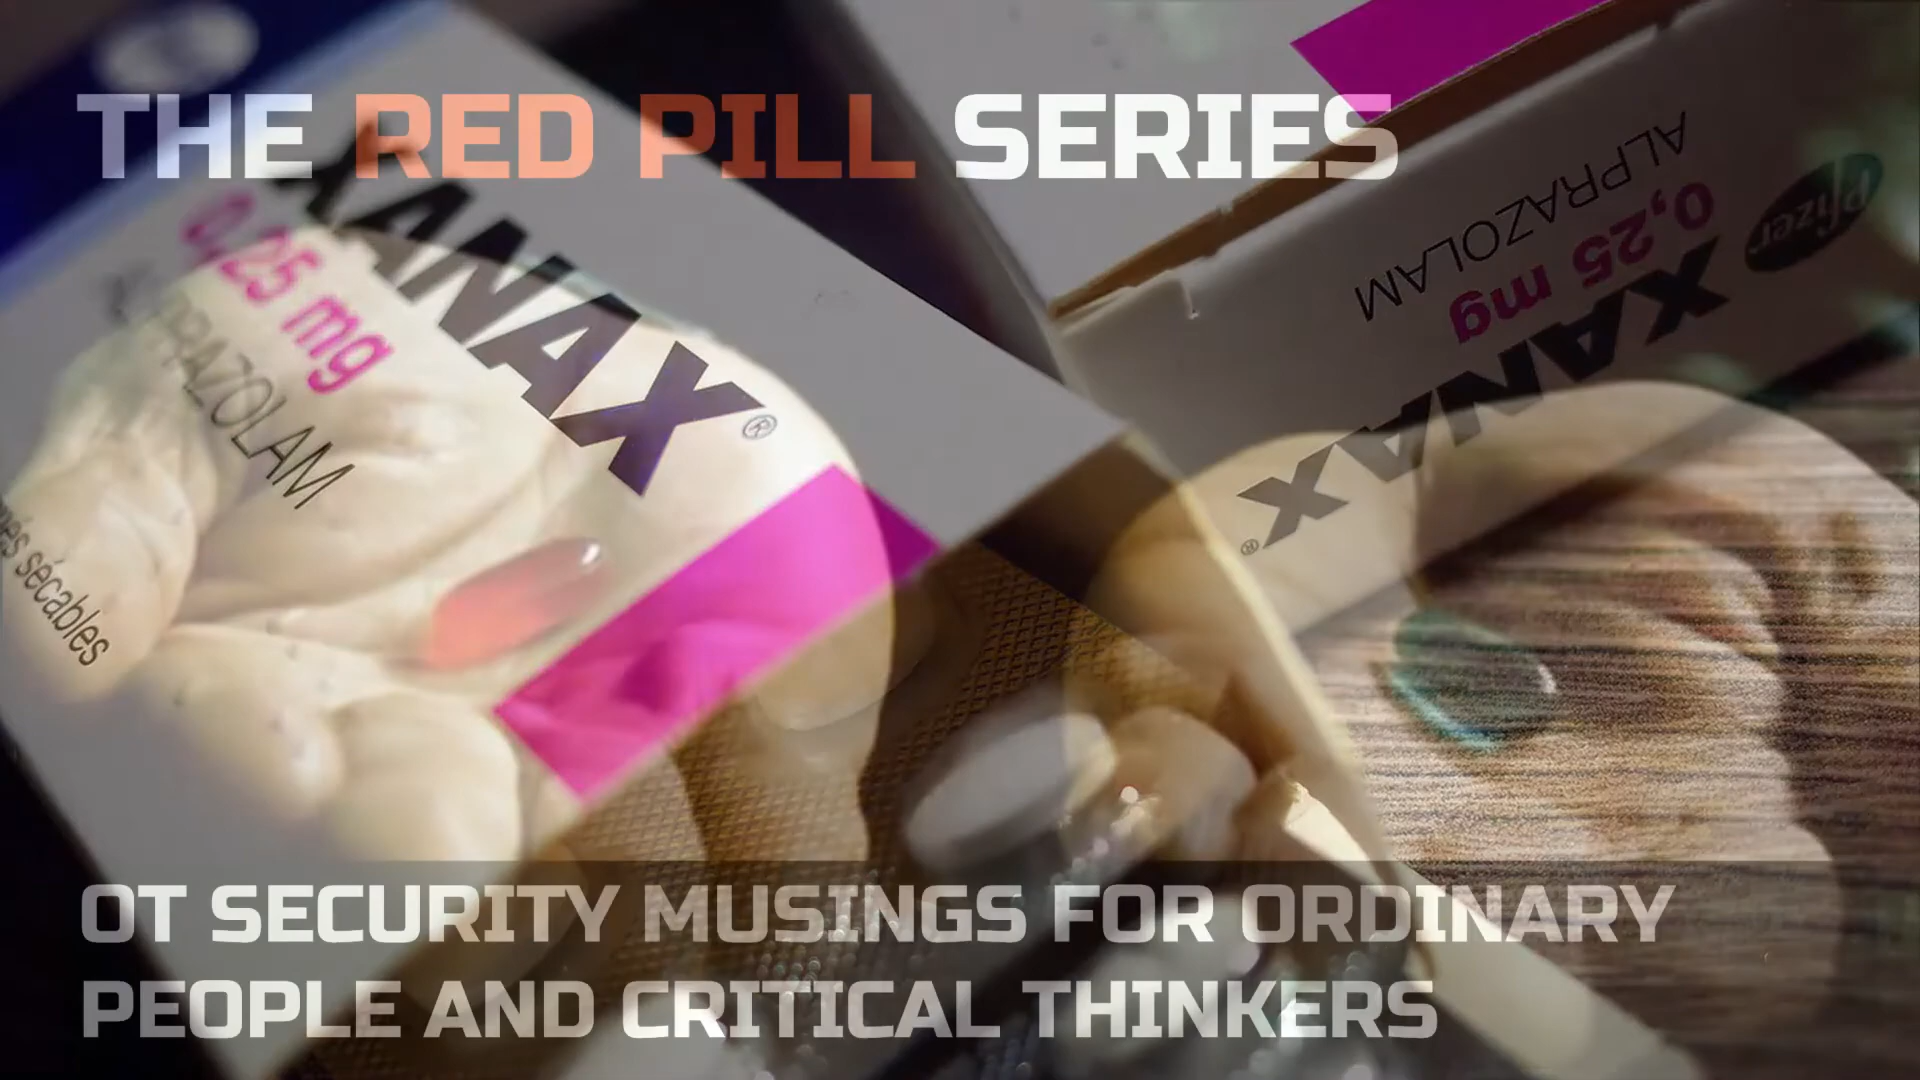 THE RED PILL SERIES
XANAX®
0,25 mg
ALPRAZOLAM
sécables
Pfizer
ALPRAZOLAM
0,25 mg
XANAX®
OT SECURITY MUSINGS FOR ORDINARY
PEOPLE AND CRITICAL THINKERS